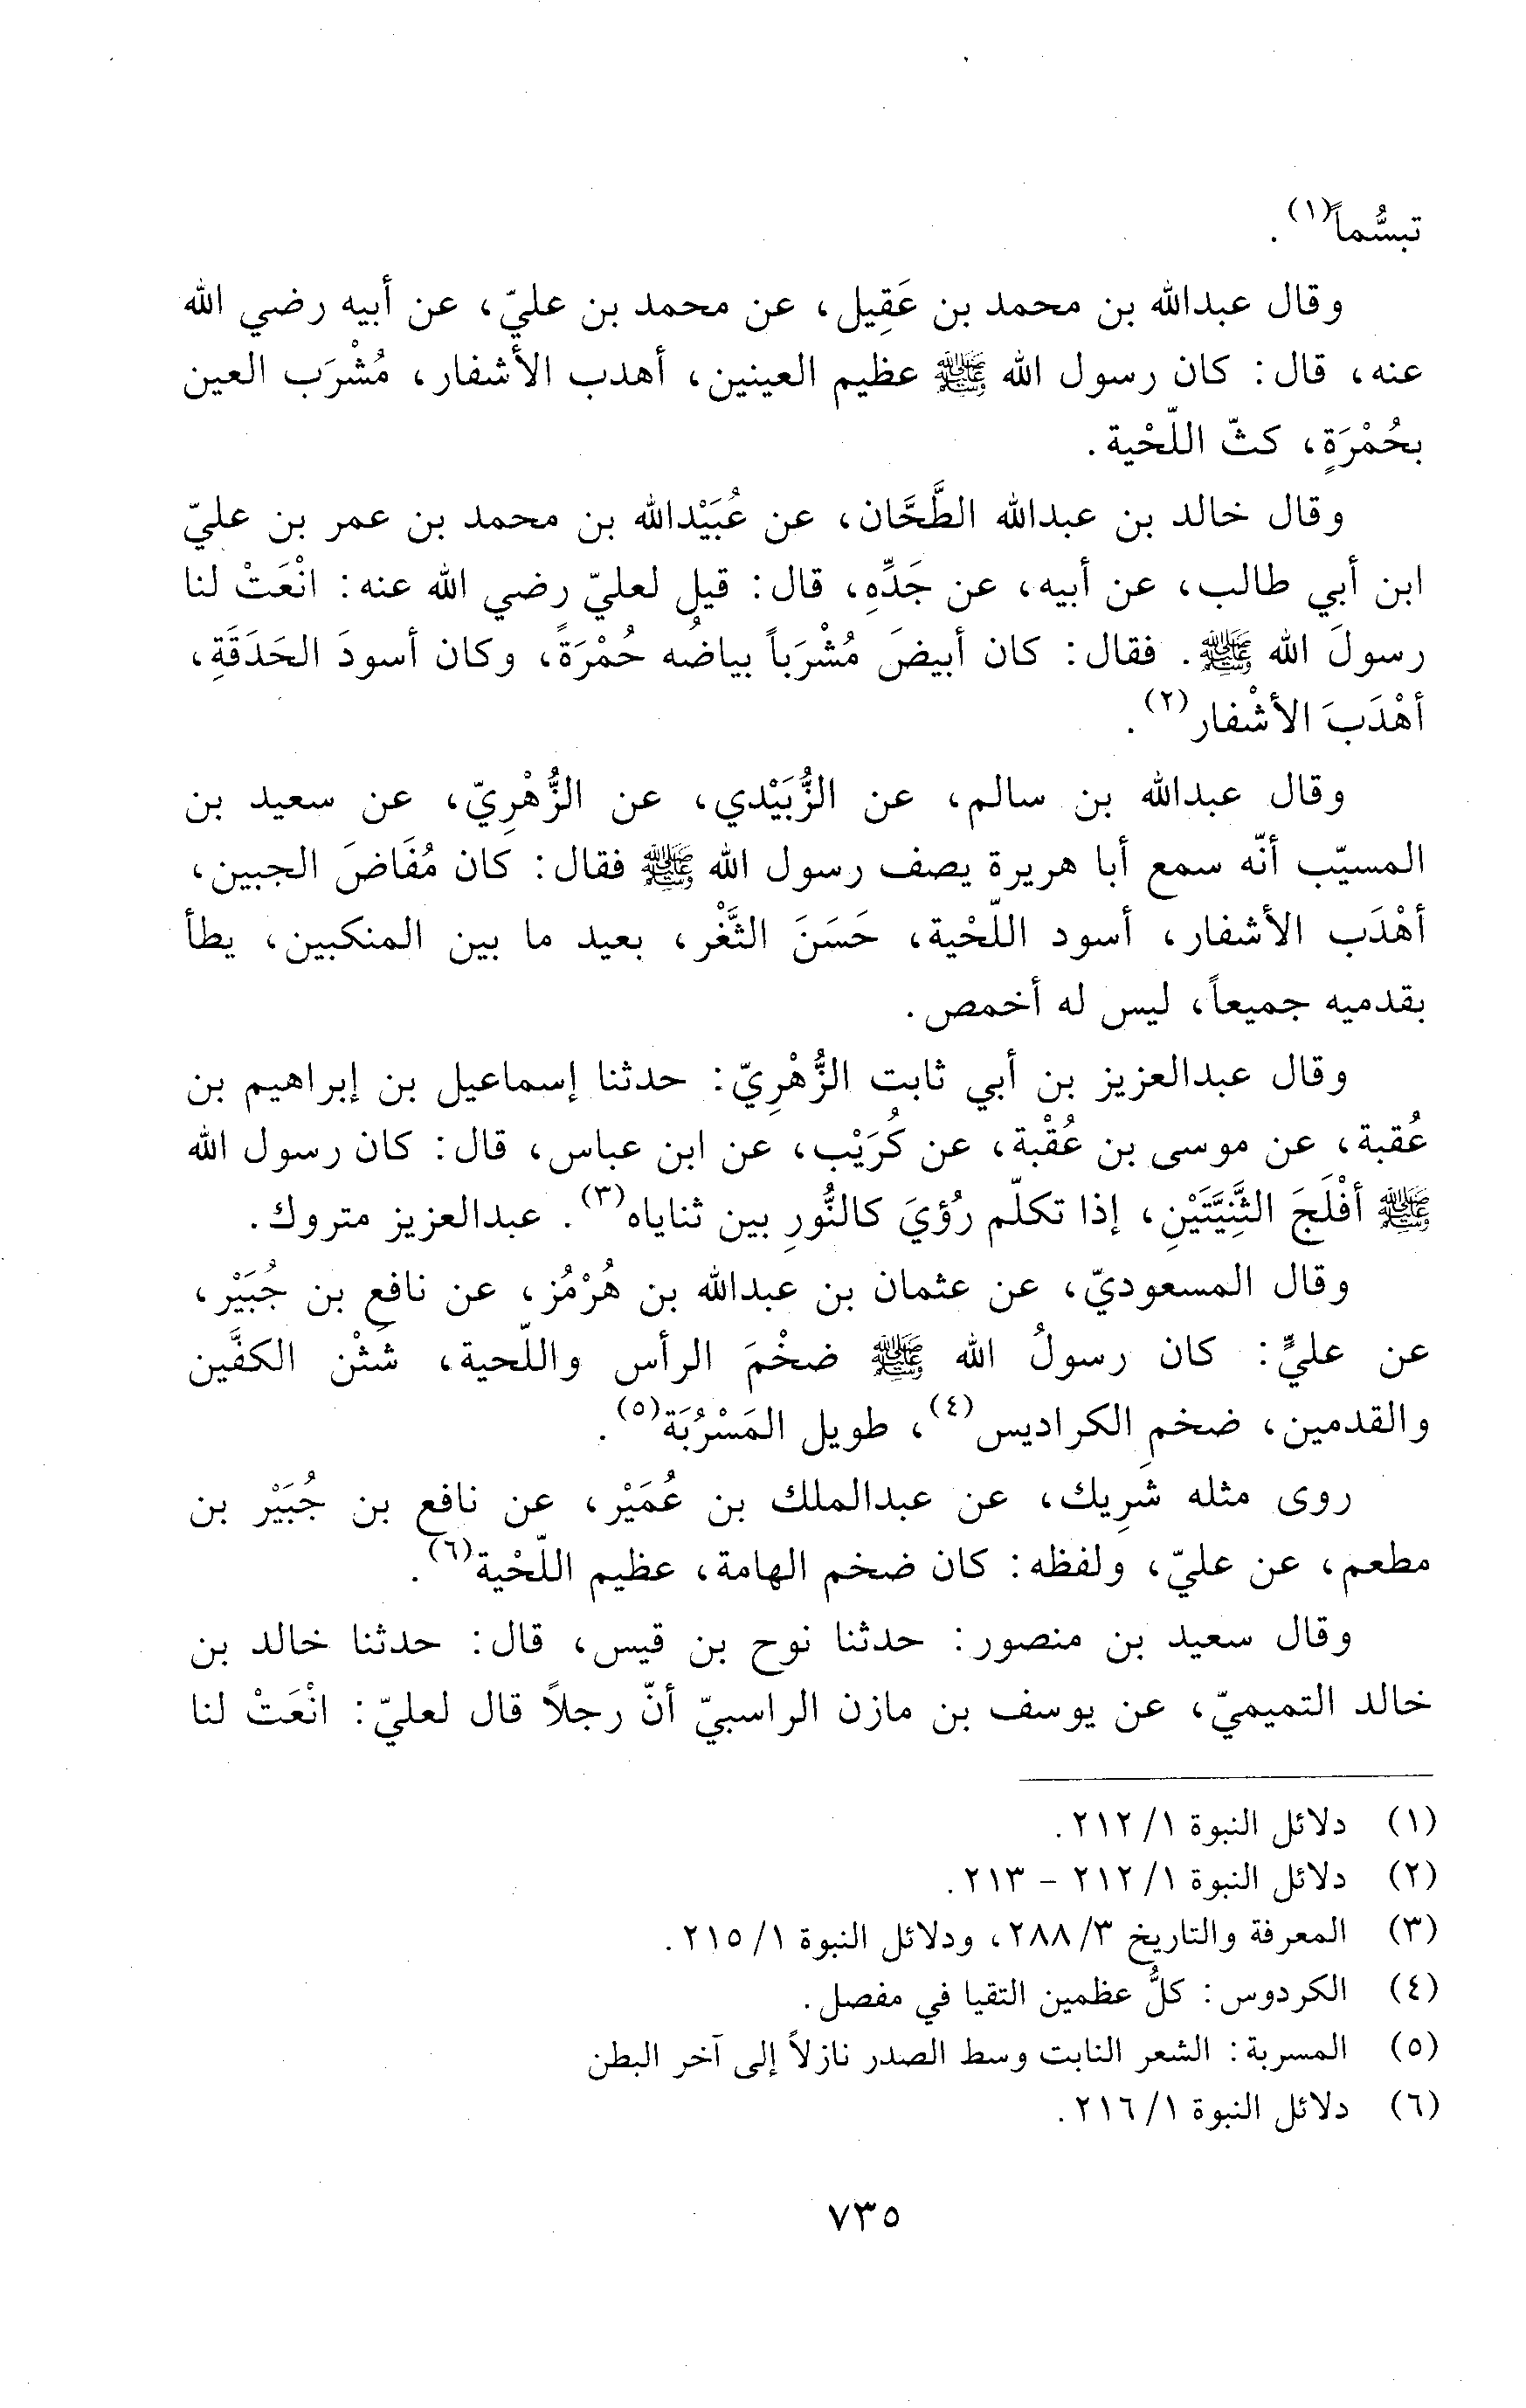 تبسُّماً(١).
وقال عبدالله بن محمد بن عَقِيل، عن محمد بن عليّ، عن أبيه رضي الله
عنه، قال: كان رسول الله ﷺ عظيم العينين، أهدب الأشفار، مُشْرَب العين
بحُمْرَةٍ، كثّ اللّحْية.
وقال خالد بن عبدالله الطَّحَّان، عن عُبَيْدالله بن محمد بن عمر بن عليّ
ابن أبي طالب، عن أبيه، عن جَدِّهِ، قال: قيل لعليّ رضي الله عنه: انْعَتْ لنا
رسولَ الله ﷺ. فقال: كان أبيضَ مُشْرَباً بياضُه حُمْرَةً، وكان أسودَ الحَدَقَةِ،
أهْدَبَ الأشْفار(٢).
وقال عبدالله بن سالم، عن الزُّبَيْدي، عن الزُّهْرِيّ، عن سعيد بن
المسيّب أنّه سمع أبا هريرة يصف رسول الله ﷺ فقال: كان مُفَاضَ الجبين،
أهْدَب الأشفار، أسود اللّحْية، حَسَنَ الثَّغْر، بعيد ما بين المنكبين، يطأ
بقدميه جميعاً، ليس له أخمص.
وقال عبدالعزيز بن أبي ثابت الزُّهْرِيّ: حدثنا إسماعيل بن إبراهيم بن
عُقبة، عن موسى بن عُقْبة، عن كُرَيْب، عن ابن عباس، قال: كان رسول الله
ﷺ أفْلَجَ الثَّنِيَّتَيْنِ، إذا تكلّم رُؤيَ كالنُّورِ بين ثناياه(٣). عبدالعزيز متروك.
وقال المسعوديّ، عن عثمان بن عبدالله بن هُرْمُز، عن نافعِ بن جُبَيْر،
عن عليٍّ: كان رسولُ الله ﷺ ضخْمَ الرأس واللّحية، شثْن الكفَّين
والقدمين، ضخمِ الكراديس(٤)، طويل المَسْرُبَة(٥).
روى مثله شَرِيك، عن عبدالملك بن عُمَيْر، عن نافع بن جُبَيْر بن
مطعم، عن عليّ، ولفظه: كان ضخم الهامة، عظيم اللّحْية(٦).
وقال سعيد بن منصور: حدثنا نوح بن قيس، قال: حدثنا خالد بن
خالد التميميّ، عن يوسف بن مازن الراسبيّ أنّ رجلاً قال لعليّ: انْعَتْ لنا
(١) دلائل النبوة ١/ ٢١٢.
(٢) دلائل النبوة ١/ ٢١٢ - ٢١٣.
(٣) المعرفة والتاريخ ٣/ ٢٨٨، ودلائل النبوة ١/ ٢١٥.
(٤) الكردوس: كلُّ عظمين التقيا في مفصل.
(٥) المسربة: الشعر النابت وسط الصدر نازلاً إلى آخر البطن
(٦) دلائل النبوة ١/ ٢١٦.
٧٣٥